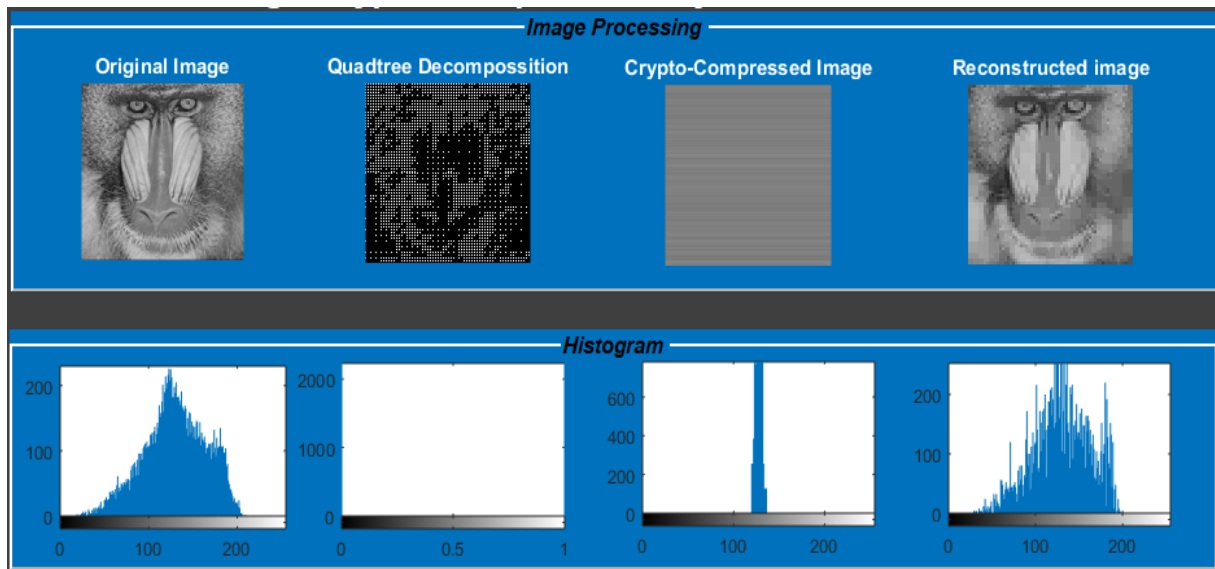 Image Processing
Original Image
Quadtree Decompossition
Crypto-Compressed Image
Reconstructed image
Histogram
200
100
0
0 100 200
2000
1000
0
0 0.5 1
600
400
200
0
0 100 200
200
100
0
0 100 200